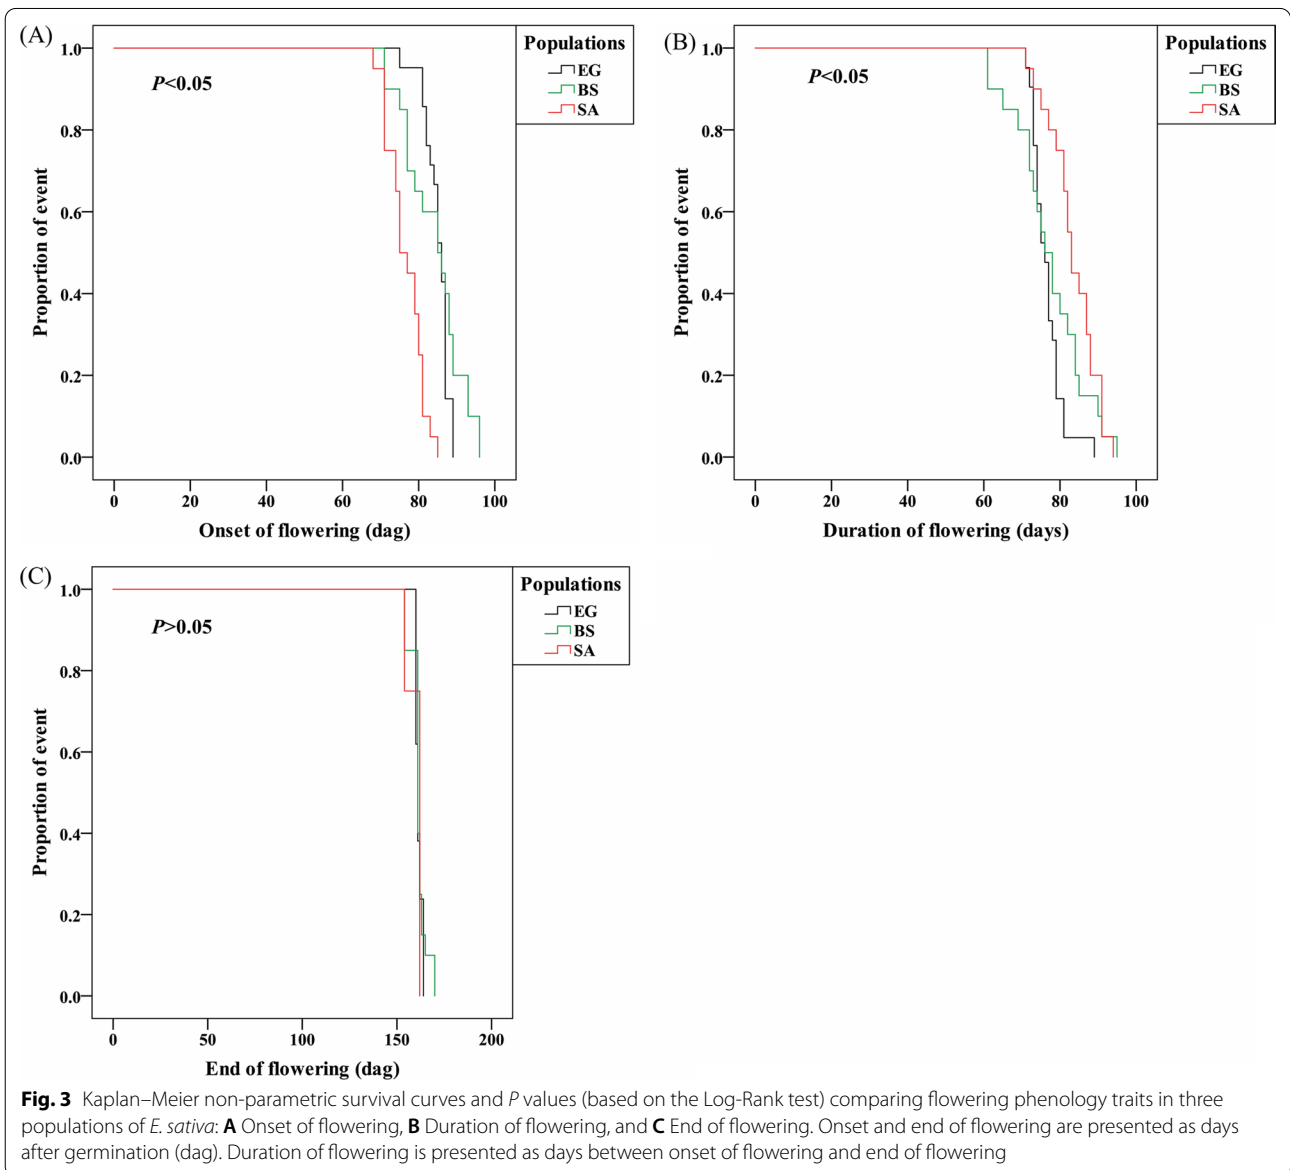 (A)
Populations
EG
BS
SA
P<0.05
1.0
0.8
0.6
0.4
0.2
0.0
Proportion of event
0 20 40 60 80 100
Onset of flowering (dag)
(B)
Populations
EG
BS
SA
P<0.05
1.0
0.8
0.6
0.4
0.2
0.0
Proportion of event
0 20 40 60 80 100
Duration of flowering (days)
(C)
Populations
EG
BS
SA
P>0.05
1.0
0.8
0.6
0.4
0.2
0.0
Proportion of event
0 50 100 150 200
End of flowering (dag)
Fig. 3 Kaplan–Meier non-parametric survival curves and P values (based on the Log-Rank test) comparing flowering phenology traits in three
populations of E. sativa: A Onset of flowering, B Duration of flowering, and C End of flowering. Onset and end of flowering are presented as days
after germination (dag). Duration of flowering is presented as days between onset of flowering and end of flowering